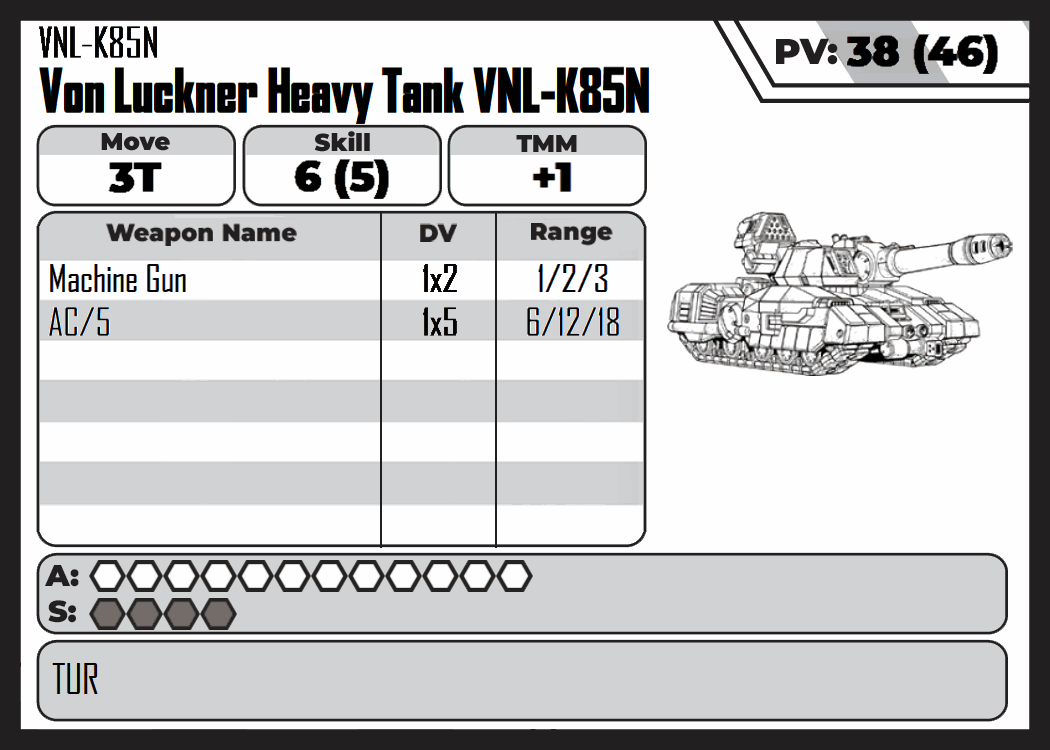 VNL-K85N
Von Luckner Heavy Tank VNL-K85N
PV: 38 (46)
Move Skill TMM
3T 6 (5) +1
Weapon Name DV Range
Machine Gun 1x2 1/2/3
AC/5 1x5 6/12/18
A:
S:
TUR